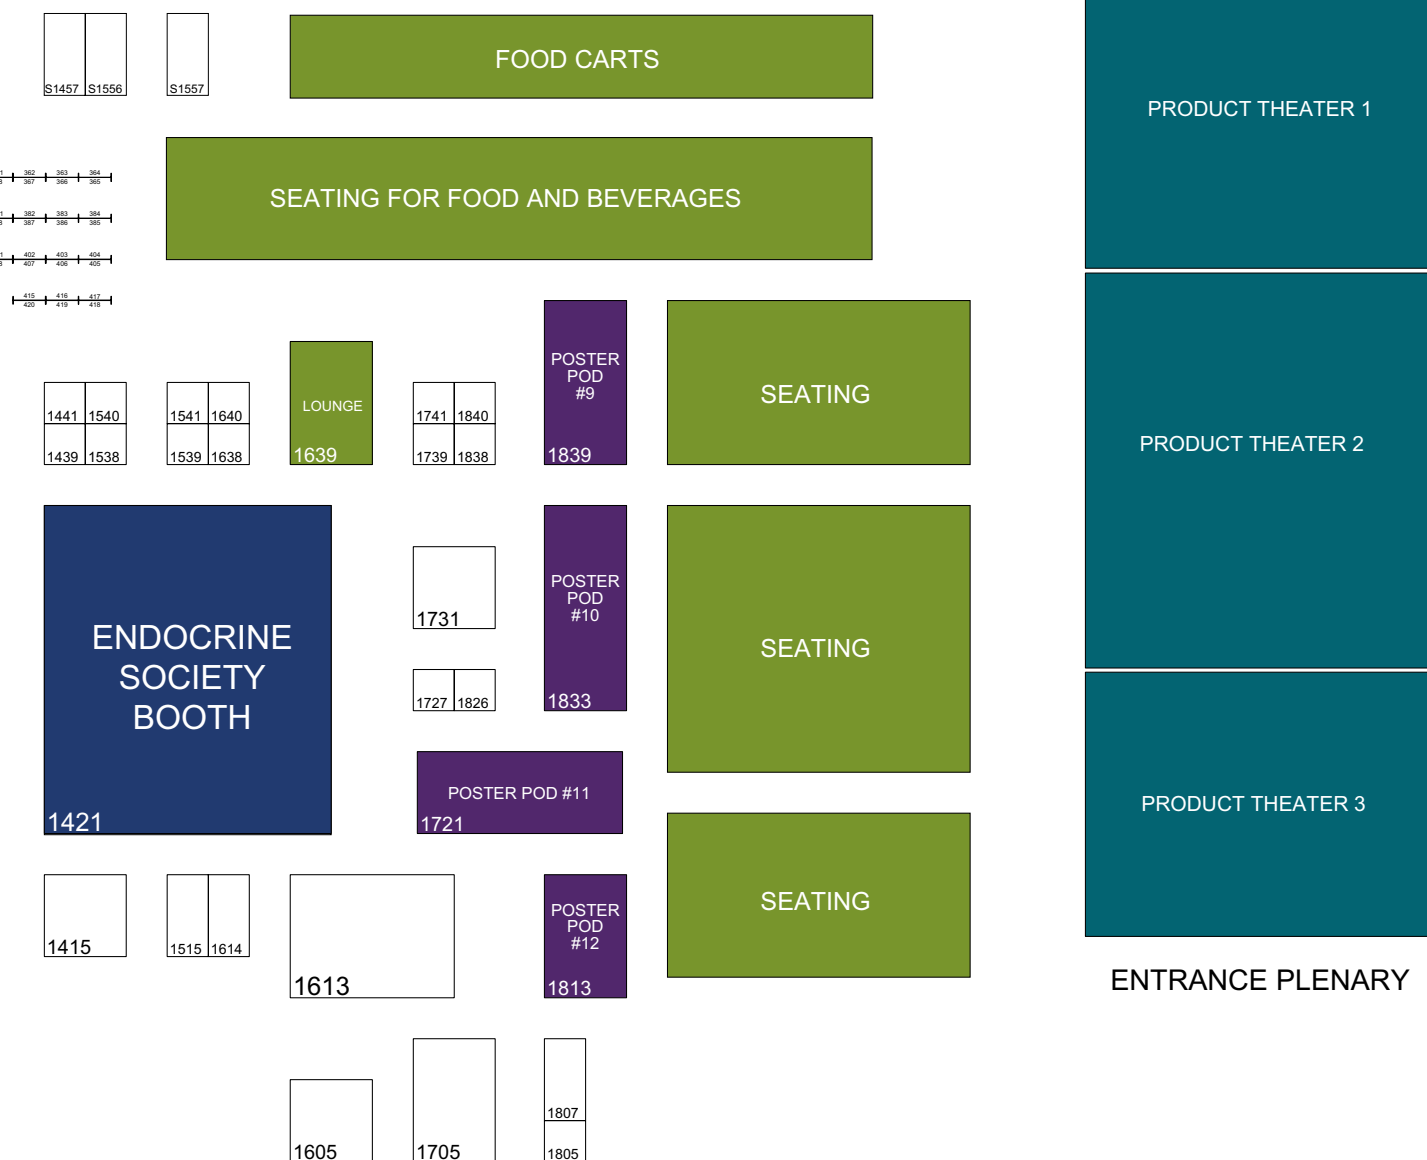 FOOD CARTS
S1457 S1556 S1557
PRODUCT THEATER 1
SEATING FOR FOOD AND BEVERAGES
362 363 364
367 366 365
382 383 384
387 386 385
402 403 404
407 406 405
415 416 417
420 419 418
POSTER
POD
#9
1839
SEATING
LOUNGE
1639
1441 1540
1439 1538
1541 1640
1539 1638
1741 1840
1739 1838
PRODUCT THEATER 2
ENDOCRINE
SOCIETY
BOOTH
1421
1731
1727 1826
POSTER
POD
#10
1833
SEATING
POSTER POD #11
1721
PRODUCT THEATER 3
1415
1515 1614
1613
POSTER
POD
#12
1813
SEATING
ENTRANCE PLENARY
1605
1705
1807
1805